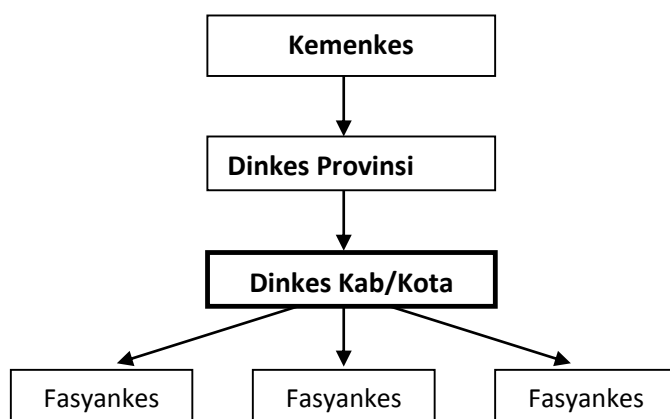 Kemenkes
Dinkes Provinsi
Dinkes Kab/Kota
Fasyankes
Fasyankes
Fasyankes